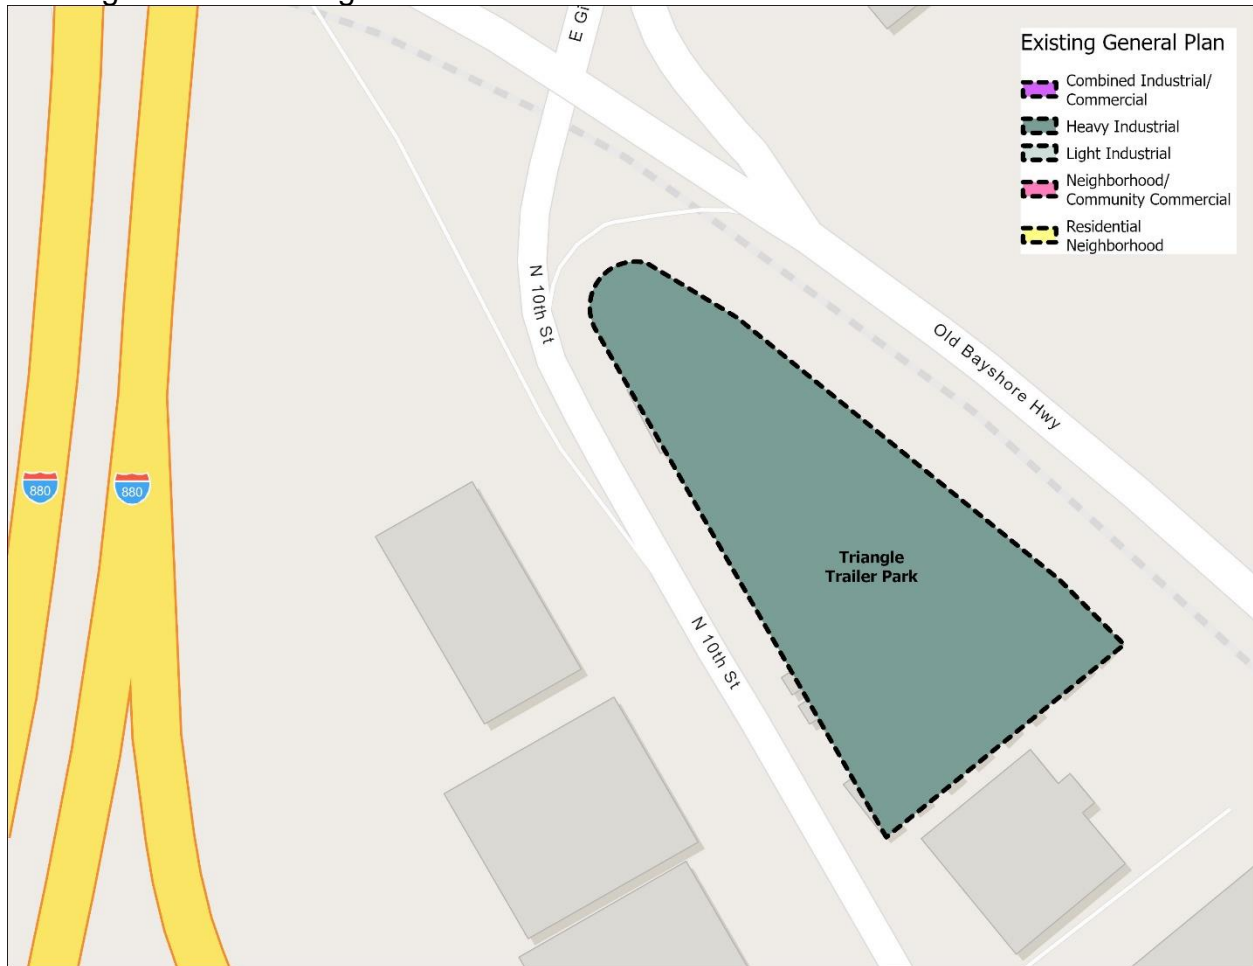 E Gi
Existing General Plan
Combined Industrial/
Commercial
Heavy Industrial
Light Industrial
Neighborhood/
Community Commercial
Residential
Neighborhood
N 10th St
Old Bayshore Hwy
880
880
Triangle
Trailer Park
N 10th St